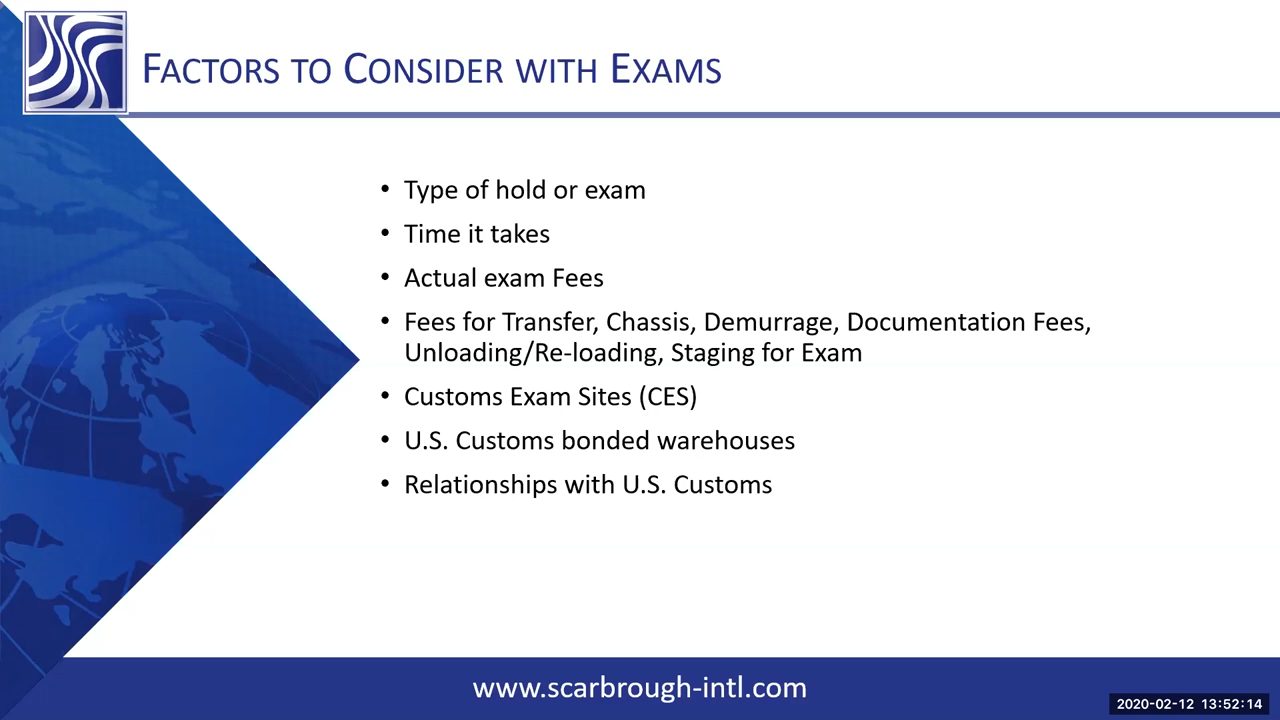 Factors to Consider with Exams
• Type of hold or exam
• Time it takes
• Actual exam Fees
• Fees for Transfer, Chassis, Demurrage, Documentation Fees,
Unloading/Re-loading, Staging for Exam
• Customs Exam Sites (CES)
• U.S. Customs bonded warehouses
• Relationships with U.S. Customs
www.scarbrough-intl.com
2020-02-12 13:52:14